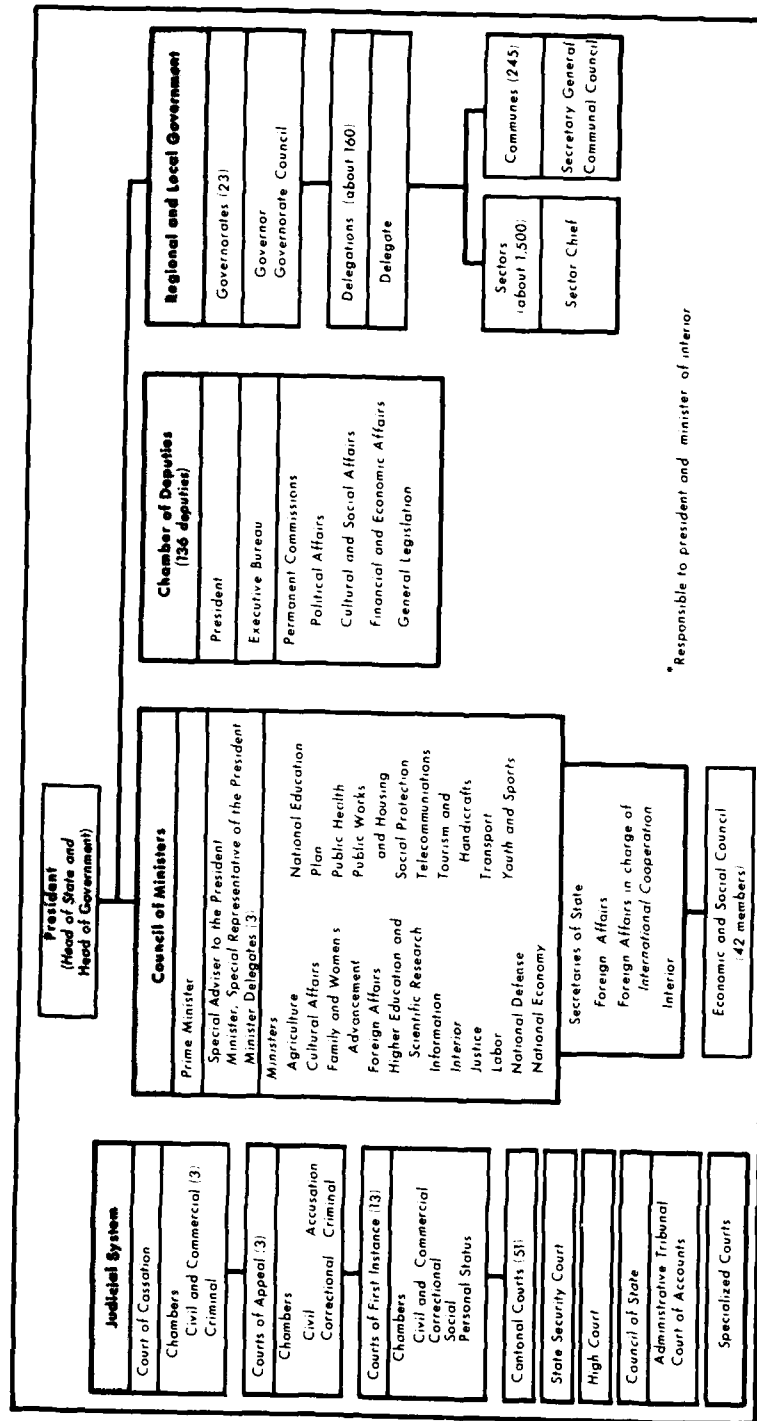 President
(Head of State and
Head of Government)
Judicial System
Court of Cassation
Chambers
Civil and Commercial (3)
Criminal
Courts of Appeal (3)
Chambers
Civil Accusation
Correctional Criminal
Courts of First Instance (13)
Chambers
Civil and Commercial
Correctional
Social
Personal Status
Cantonal Courts (51)
State Security Court
High Court
Council of State
Administrative Tribunal
Court of Accounts
Specialized Courts
Council of Ministers
Prime Minister
Special Adviser to the President
Minister, Special Representative of the President
Minister Delegates (3)
Ministers
Agriculture
Cultural Affairs
Family and Women s
Advancement
Foreign Affairs
Higher Education and
Scientific Research
Information
Interior
Justice
Labor
National Defense
National Economy
National Education
Plan
Public Health
Public Works
and Housing
Social Protection
Telecommunications
Tourism and
Handicrafts
Transport
Youth and Sports
Secretaries of State
Foreign Affairs
Foreign Affairs in charge of
International Cooperation
Interior
Economic and Social Council
(42 members)
Chamber of Deputies
(136 deputies)
President
Executive Bureau
Permanent Commissions
Political Affairs
Cultural and Social Affairs
Financial and Economic Affairs
General Legislation
Regional and Local Government
Governorates (23)
Governor
Governorate Council
Delegations (about 160)
Delegate
Sectors
(about 1,500)
Sector Chief
Communes (245)
Secretary General
Communal Council
* Responsible to president and minister of interior